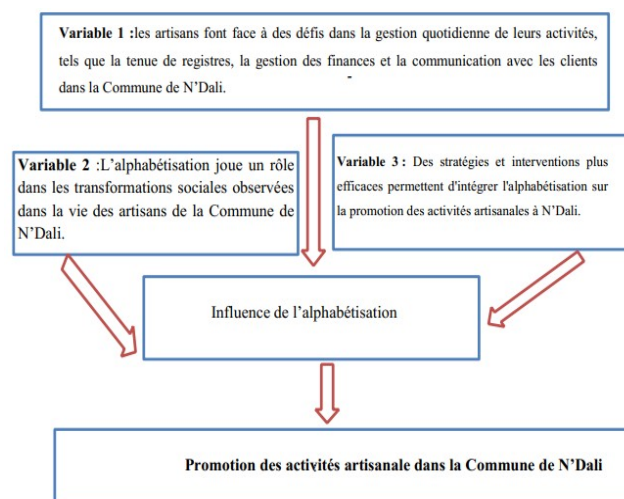 Variable 1 :les artisans font face à des défis dans la gestion quotidienne de leurs activités,
tels que la tenue de registres, la gestion des finances et la communication avec les clients
dans la Commune de N’Dali.
Variable 2 :L’alphabétisation joue un rôle
dans les transformations sociales observées
dans la vie des artisans de la Commune de
N’Dali.
Variable 3 : Des stratégies et interventions plus
efficaces permettent d'intégrer l'alphabétisation sur
la promotion des activités artisanales à N’Dali.
Influence de l’alphabétisation
Promotion des activités artisanale dans la Commune de N’Dali